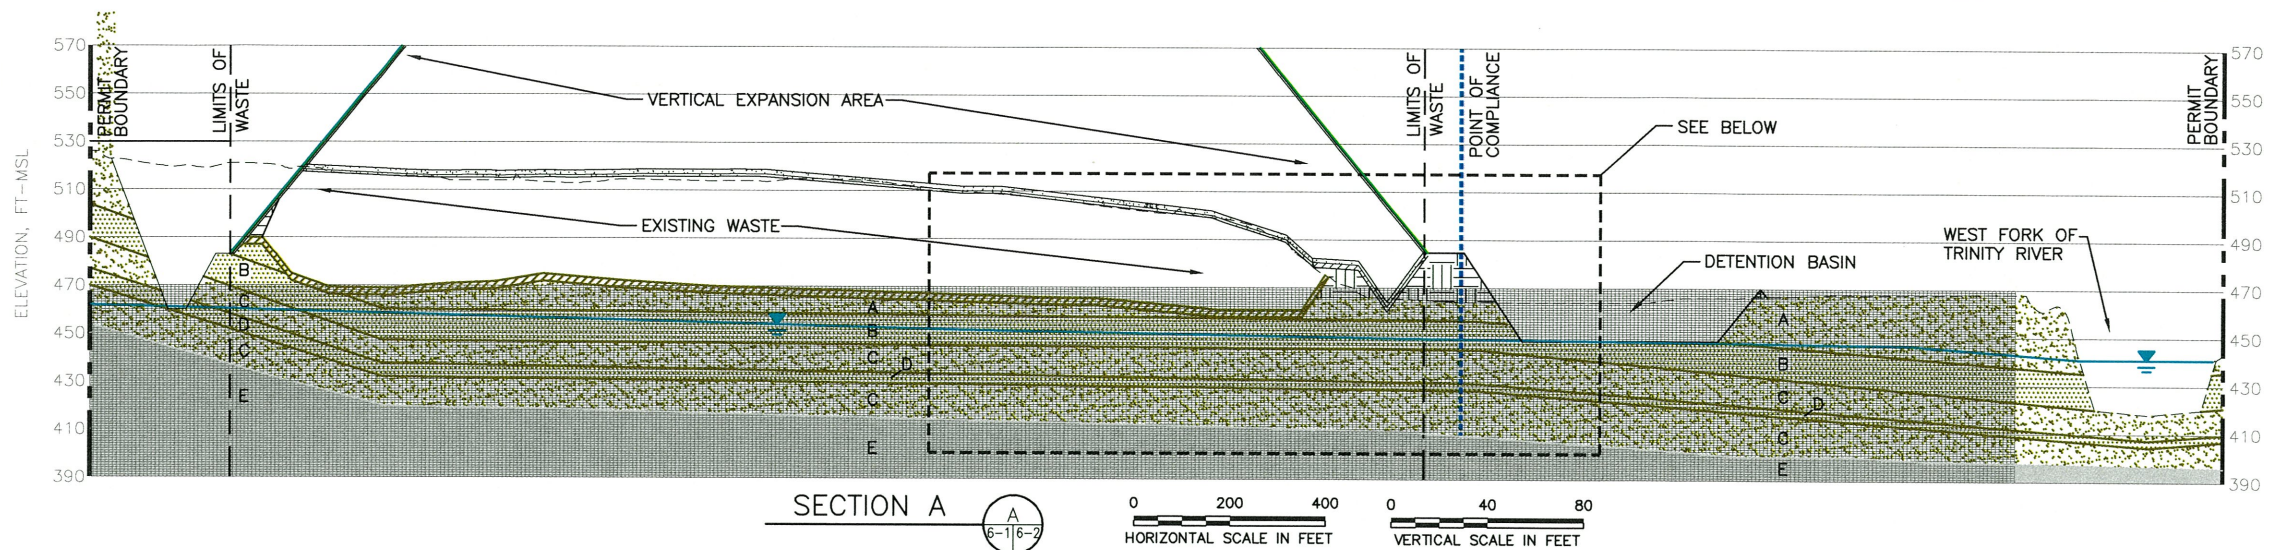 570
550
530
510
490
470
450
430
410
390
ELEVATION, FT-MSL
PERMIT
BOUNDARY
LIMITS OF
WASTE
VERTICAL EXPANSION AREA
EXISTING WASTE
LIMITS OF
WASTE
POINT OF
COMPLIANCE
SEE BELOW
DETENTION BASIN
WEST FORK OF
TRINITY RIVER
PERMIT
BOUNDARY
570
550
530
510
490
470
450
430
410
390
B
C
D
C
E
A
B
C
D
C
E
A
B
C
D
C
E
SECTION A
A
6-1 6-2
0 200 400
HORIZONTAL SCALE IN FEET
0 40 80
VERTICAL SCALE IN FEET